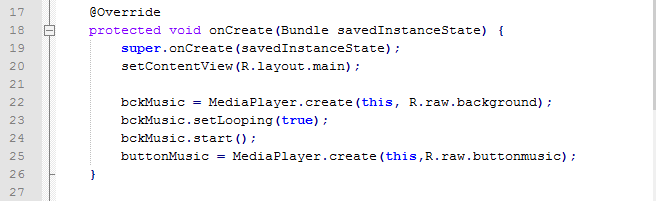 17 @Override
18 protected void onCreate(Bundle savedInstanceState) {
19 super.onCreate(savedInstanceState);
20 setContentView(R.layout.main);
21
22 bckMusic = MediaPlayer.create(this, R.raw.background);
23 bckMusic.setLooping(true);
24 bckMusic.start();
25 buttonMusic = MediaPlayer.create(this,R.raw.buttonmusic);
26 }
27